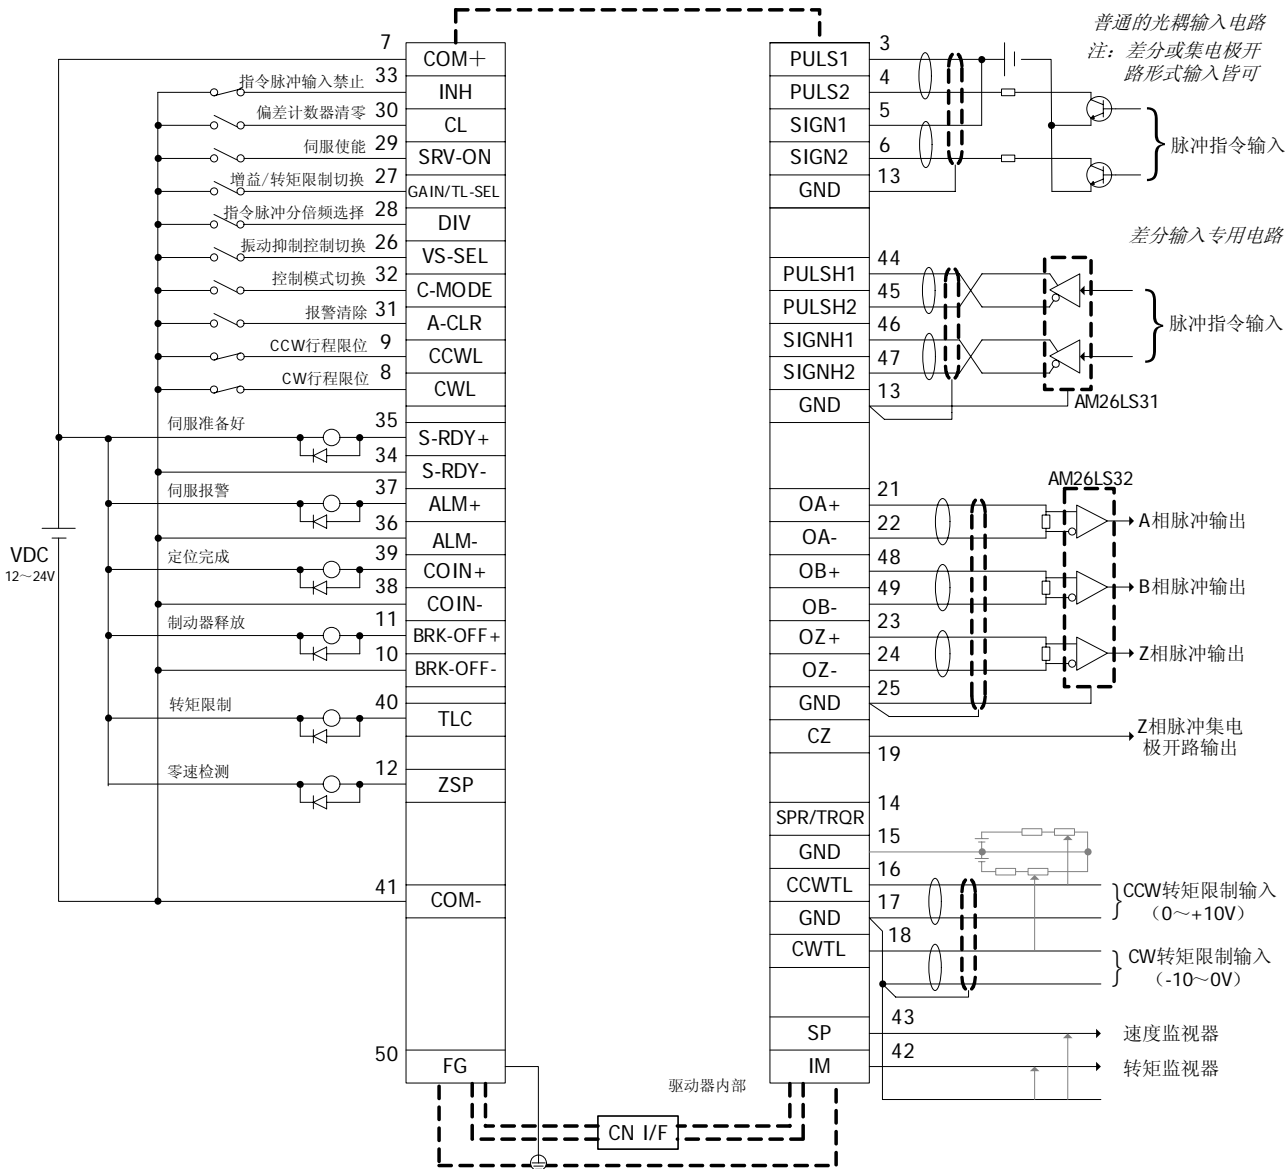 7
COM+
指令脉冲输入禁止 33
INH
偏差计数器清零 30
CL
伺服使能 29
SRV-ON
增益/转矩限制切换 27
GAIN/TL-SEL
指令脉冲分倍频选择 28
DIV
振动抑制控制切换 26
VS-SEL
控制模式切换 32
C-MODE
报警清除 31
A-CLR
CCW行程限位 9
CCWL
CW行程限位 8
CWL
伺服准备好 35
S-RDY+
34
S-RDY-
伺服报警 37
ALM+
36
ALM-
VDC
12～24V
定位完成 39
COIN+
38
COIN-
制动器释放 11
BRK-OFF+
10
BRK-OFF-
转矩限制 40
TLC
零速检测 12
ZSP
41
COM-
50
FG
普通的光耦输入电路
注：差分或集电极开
路形式输入皆可
3
PULS1
4
PULS2
5
SIGN1
6
SIGN2
13
GND
脉冲指令输入
差分输入专用电路
44
PULSH1
45
PULSH2
46
SIGNH1
47
SIGNH2
13
GND
脉冲指令输入
AM26LS31
AM26LS32
21
OA+
22
OA-
A相脉冲输出
48
OB+
49
OB-
B相脉冲输出
23
OZ+
24
OZ-
Z相脉冲输出
25
GND
CZ
19
Z相脉冲集电
极开路输出
14
SPR/TRQR
15
GND
16
CCWTL
17
GND
CCW转矩限制输入
（0～+10V）
18
CWTL
CW转矩限制输入
（-10～0V）
43
SP
速度监视器
42
IM
转矩监视器
驱动器内部
CN I/F